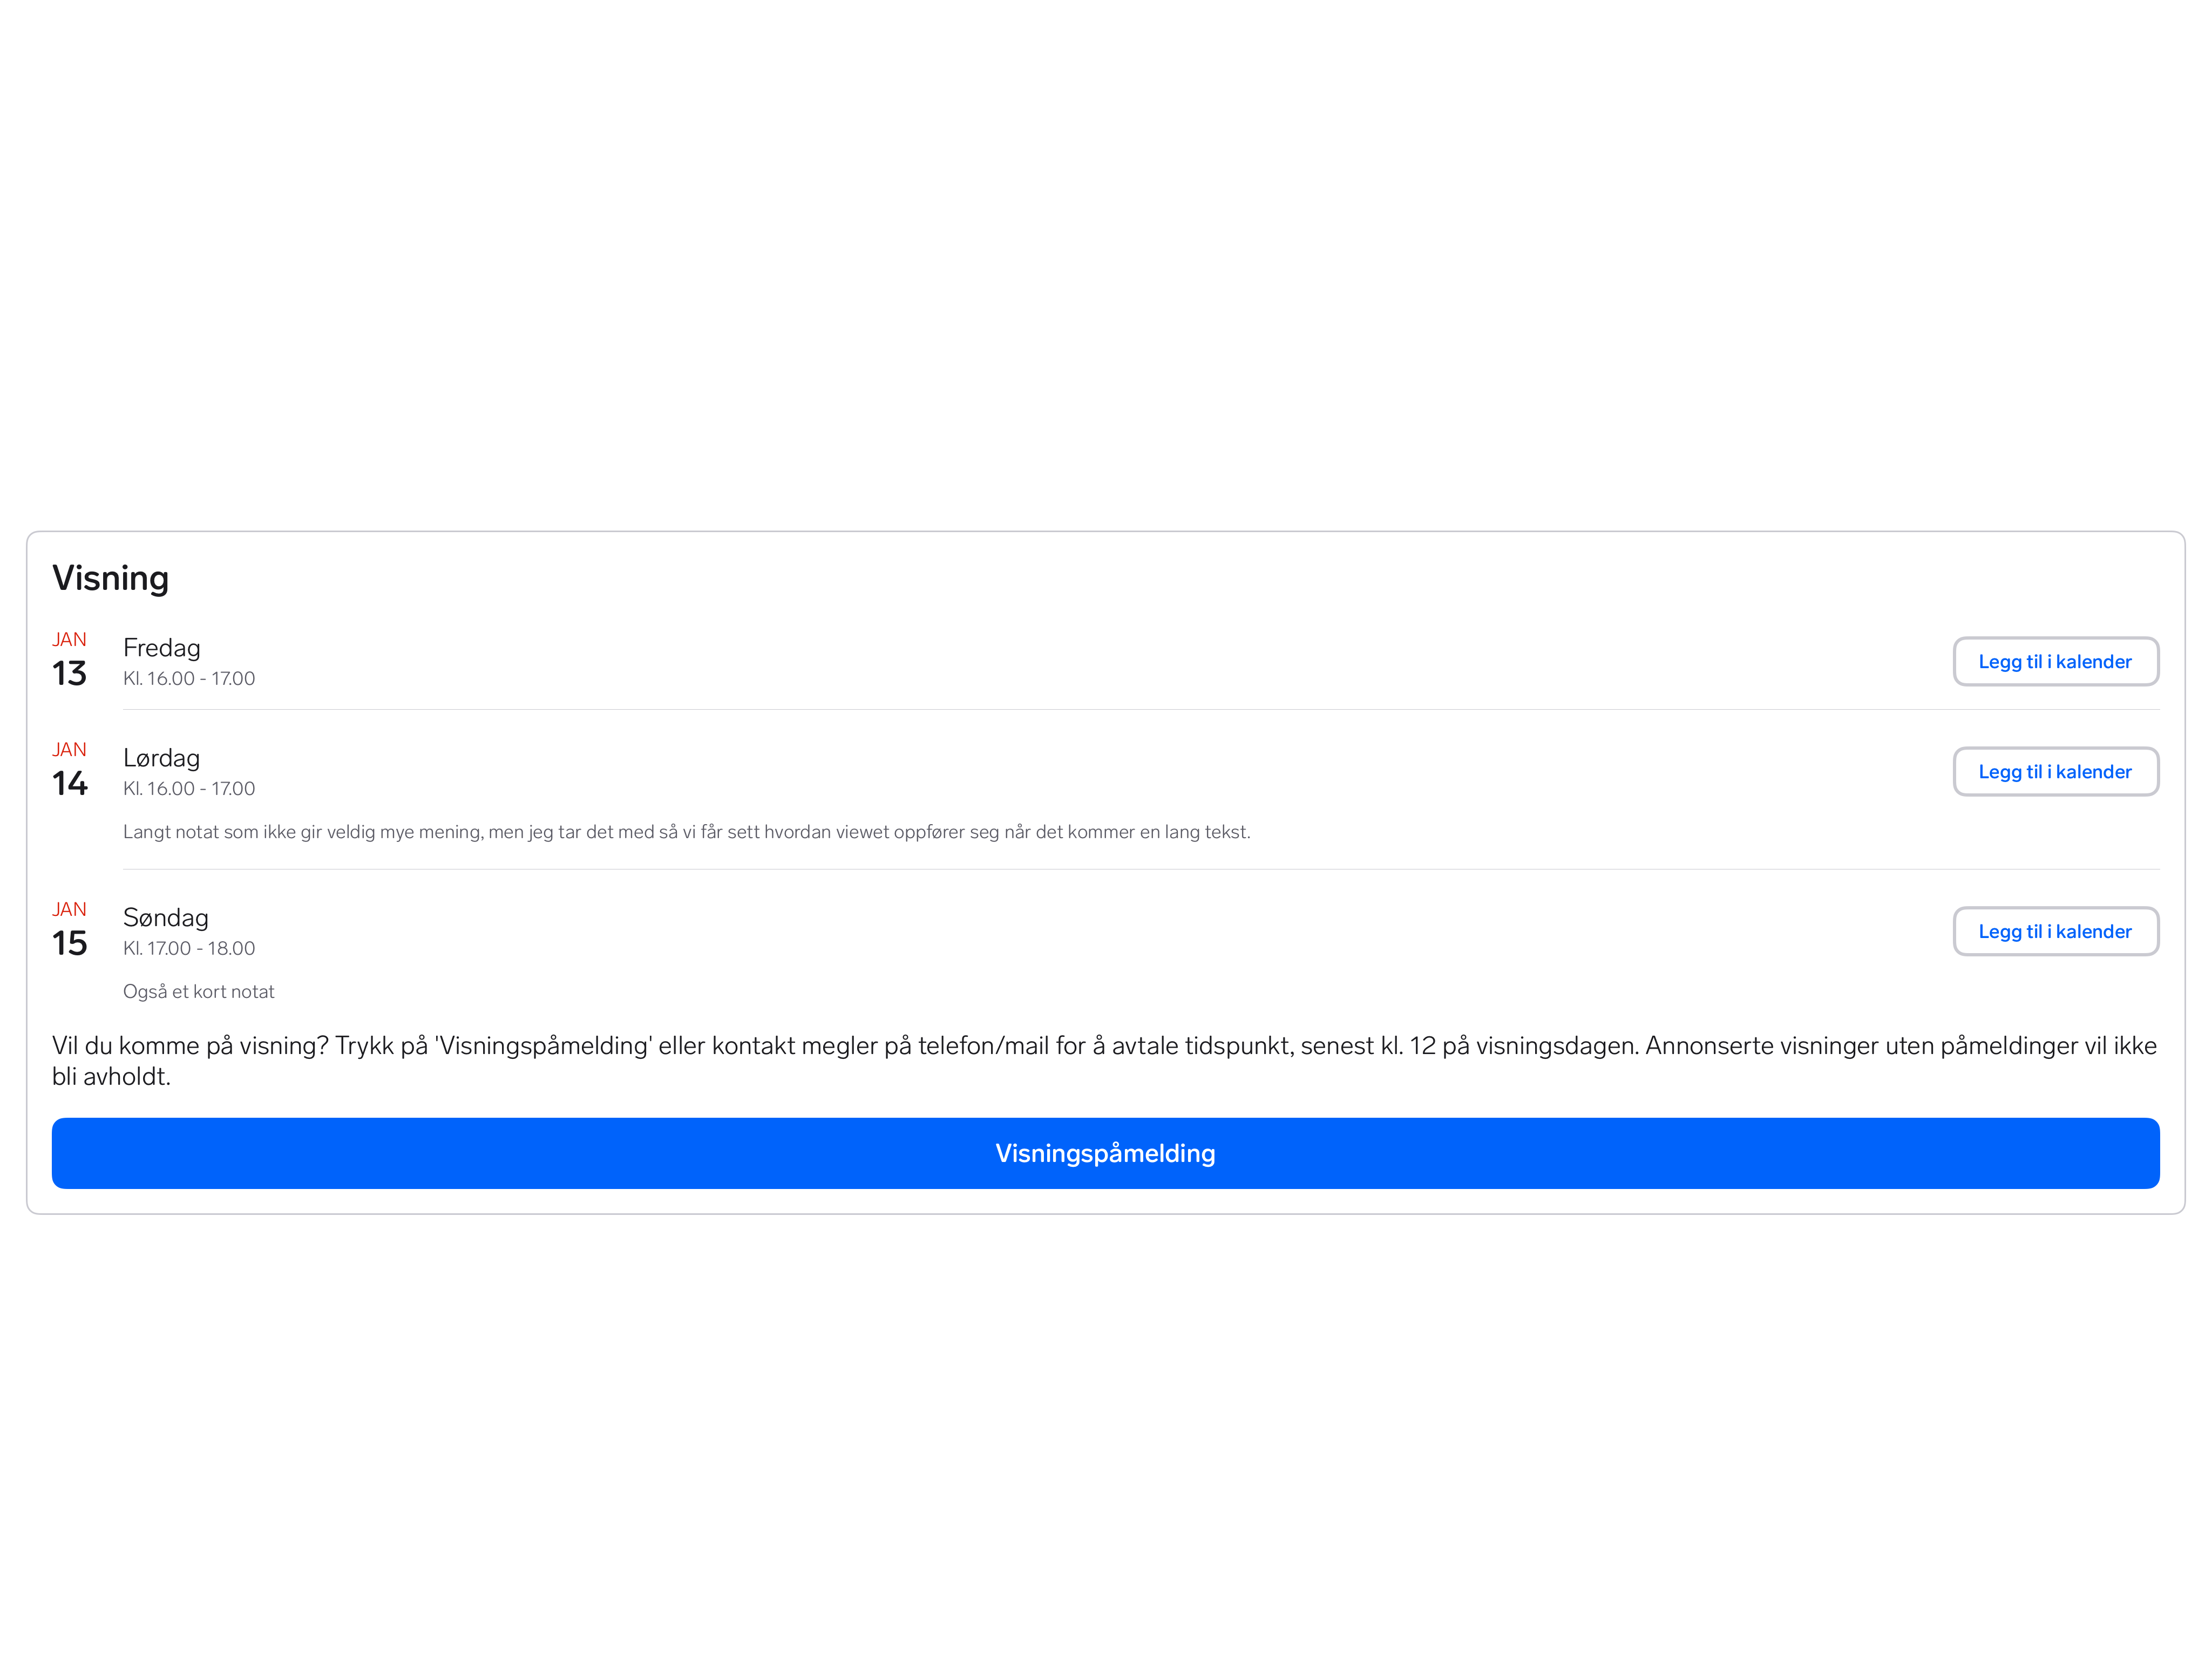 Visning
JAN
13
Fredag
Kl. 16.00 - 17.00
Legg til i kalender
JAN
14
Lørdag
Kl. 16.00 - 17.00
Legg til i kalender
Langt notat som ikke gir veldig mye mening, men jeg tar det med så vi får sett hvordan viewet oppfører seg når det kommer en lang tekst.
JAN
15
Søndag
Kl. 17.00 - 18.00
Legg til i kalender
Også et kort notat
Vil du komme på visning? Trykk på 'Visningspåmelding' eller kontakt megler på telefon/mail for å avtale tidspunkt, senest kl. 12 på visningsdagen. Annonserte visninger uten påmeldinger vil ikke
bli avholdt.
Visningspåmelding